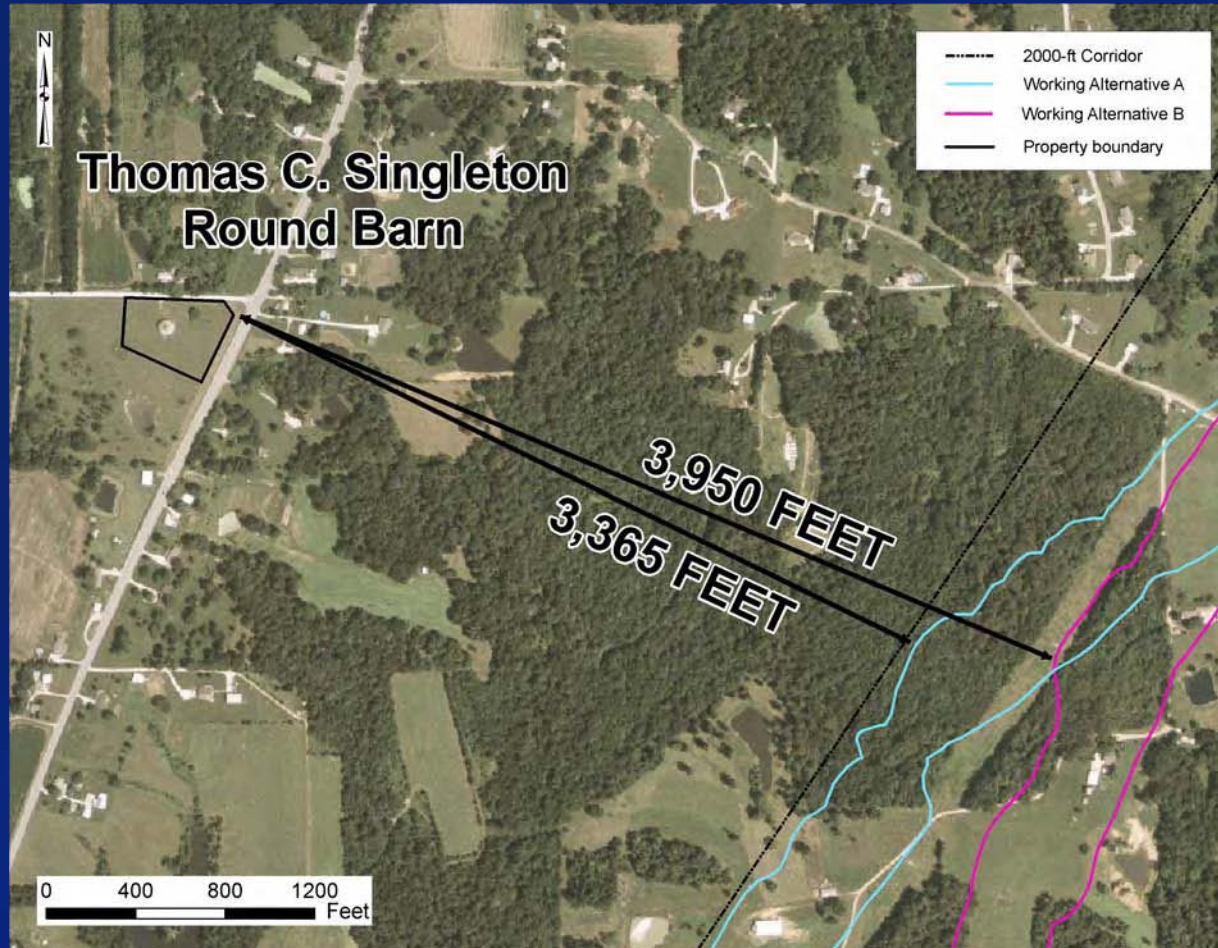 N
2000-ft Corridor
Working Alternative A
Working Alternative B
Property boundary
Thomas C. Singleton
Round Barn
3,950 FEET
3,365 FEET
0 400 800 1200
Feet